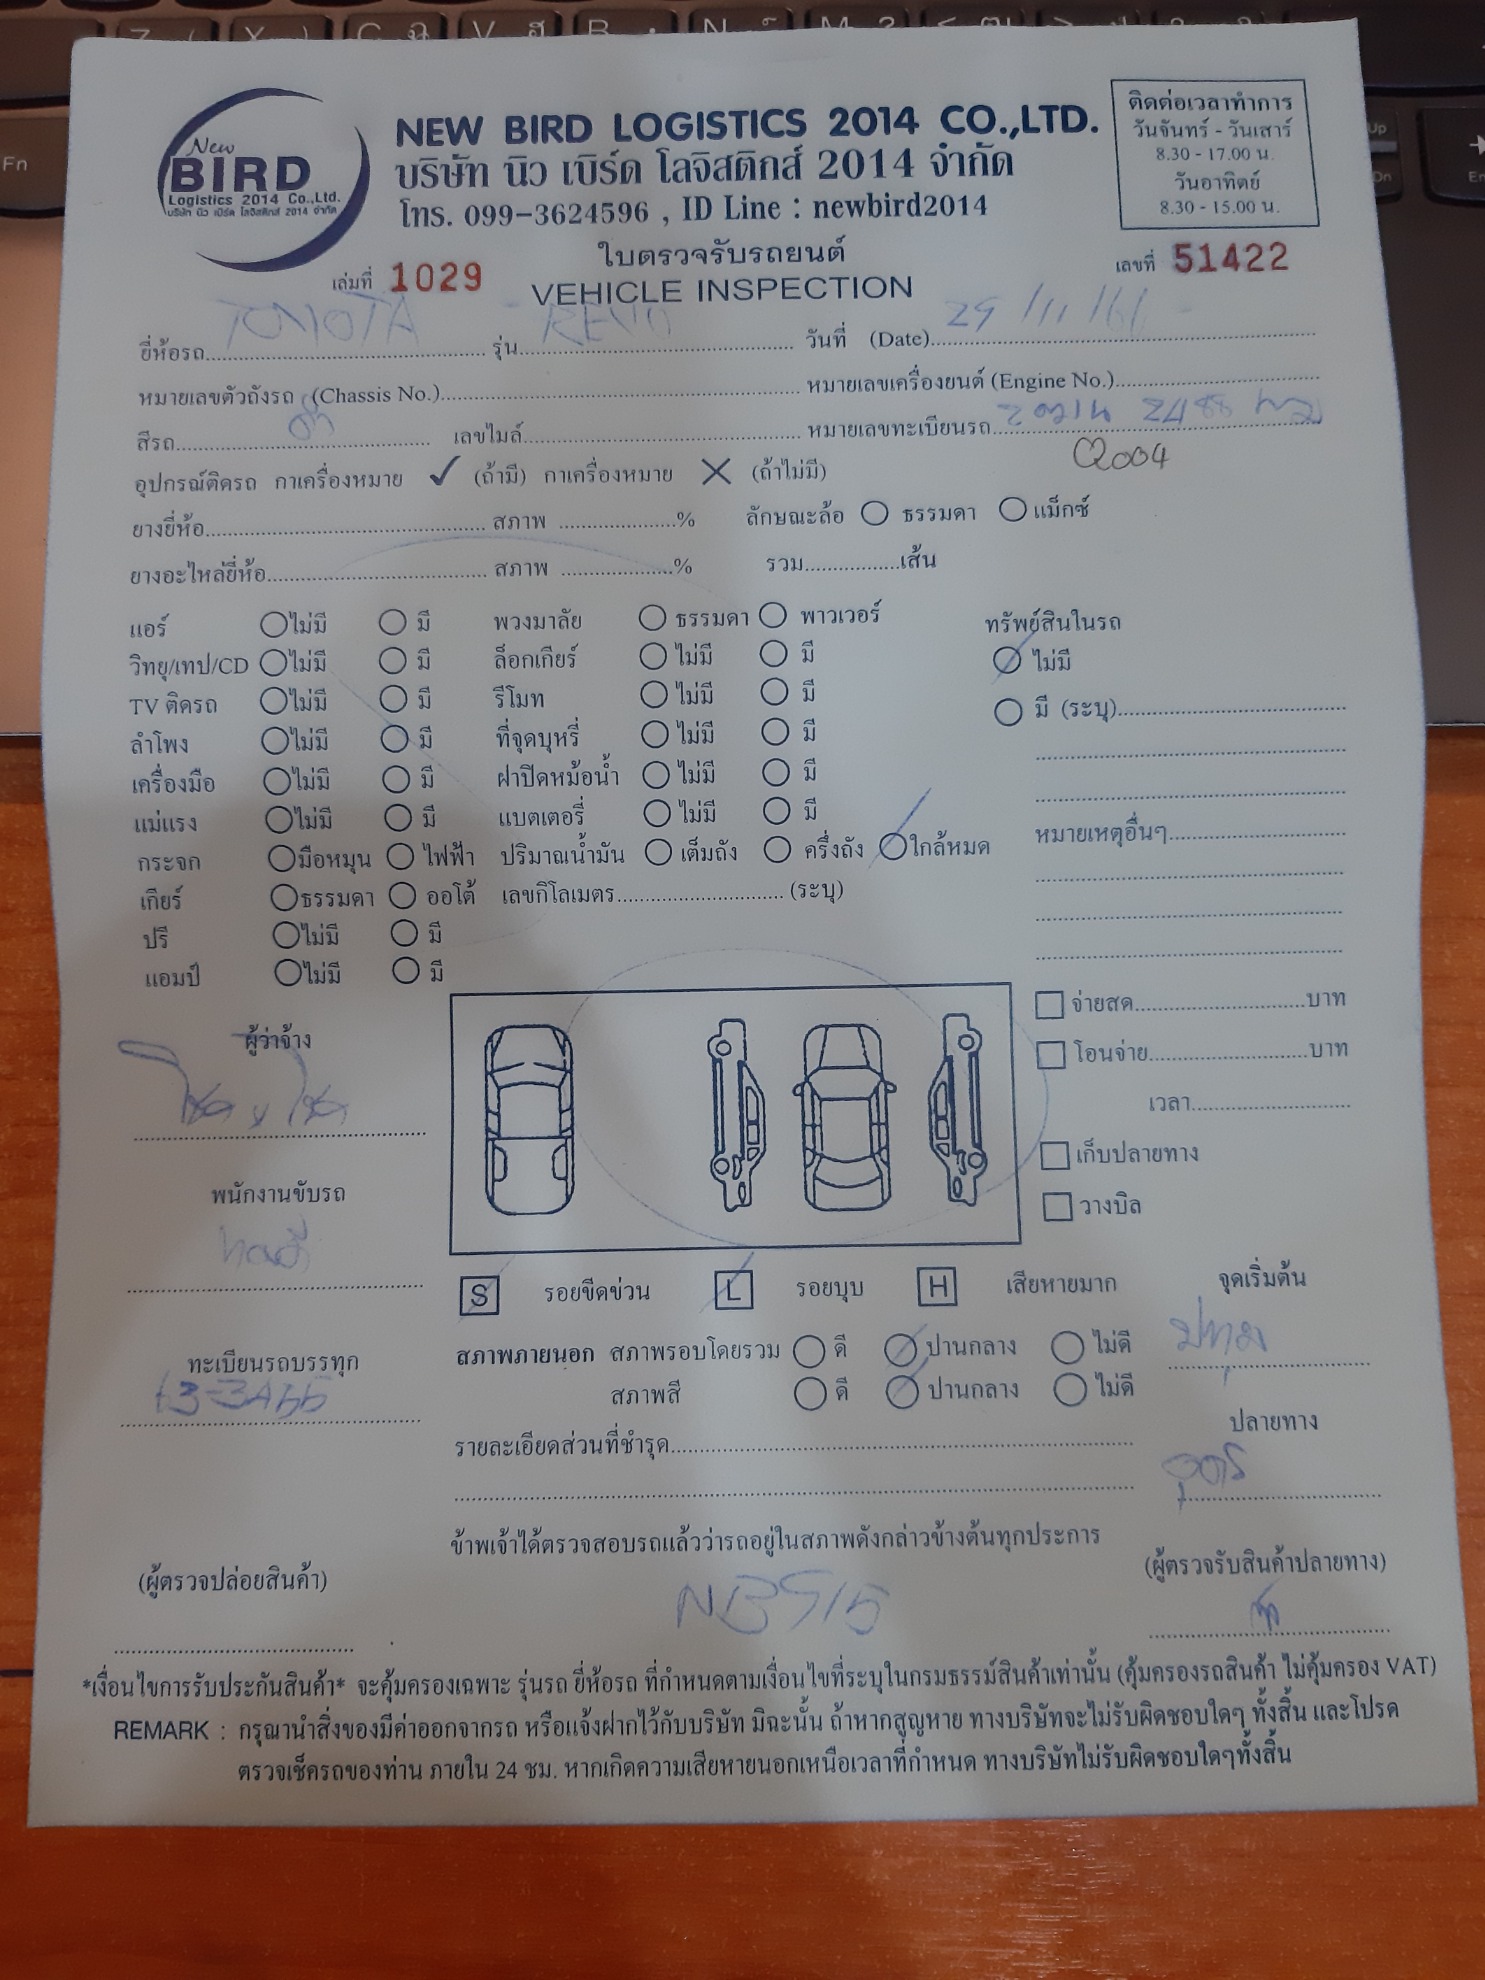 New
BIRD
Logistics 2014 Co.,Ltd.
บริษัท นิว เบิร์ด โลจิสติกส์ 2014 จำกัด
NEW BIRD LOGISTICS 2014 CO.,LTD.
บริษัท นิว เบิร์ด โลจิสติกส์ 2014 จำกัด
โทร. 099-3624596 , ID Line : newbird2014
ติดต่อเวลาทำการ
วันจันทร์ - วันเสาร์
8.30 - 17.00 น.
วันอาทิตย์
8.30 - 15.00 น.
ใบตรวจรับรถยนต์
เล่มที่ 1029 VEHICLE INSPECTION เลขที่ 51422
ยี่ห้อรถ TOYOTA รุ่น REVO วันที่ (Date) 29/11/61
หมายเลขตัวถังรถ (Chassis No.) หมายเลขเครื่องยนต์ (Engine No.)
สีรถ ดำ เลขไมล์ หมายเลขทะเบียนรถ 2488
C2004
อุปกรณ์ติดรถ กาเครื่องหมาย ✓ (ถ้ามี) กาเครื่องหมาย ✕ (ถ้าไม่มี)
ยางยี่ห้อ สภาพ % ลักษณะล้อ ธรรมดา แม็กซ์
ยางอะไหล่ยี่ห้อ สภาพ % รวม เส้น
แอร์ ไม่มี มี พวงมาลัย ธรรมดา พาวเวอร์ ทรัพย์สินในรถ
วิทยุ/เทป/CD ไม่มี มี ล็อกเกียร์ ไม่มี มี ไม่มี
TV ติดรถ ไม่มี มี รีโมท ไม่มี มี มี (ระบุ)
ลำโพง ไม่มี มี ที่จุดบุหรี่ ไม่มี มี
เครื่องมือ ไม่มี มี ฝาปิดหม้อน้ำ ไม่มี มี
แม่แรง ไม่มี มี แบตเตอรี่ ไม่มี มี หมายเหตุอื่นๆ
กระจก มือหมุน ไฟฟ้า ปริมาณน้ำมัน เต็มถัง ครึ่งถัง ใกล้หมด
เกียร์ ธรรมดา ออโต้ เลขกิโลเมตร (ระบุ)
ปรี ไม่มี มี
แอมป์ ไม่มี มี
จ่ายสด บาท
ผู้ว่าจ้าง
โอนจ่าย บาท
เวลา
เก็บปลายทาง
พนักงานขับรถ
วางบิล
S รอยขีดข่วน L รอยบุบ H เสียหายมาก จุดเริ่มต้น
สภาพภายนอก สภาพรอบโดยรวม ดี ปานกลาง ไม่ดี ปทุม
ทะเบียนรถบรรทุก
สภาพสี ดี ปานกลาง ไม่ดี
ปลายทาง
รายละเอียดส่วนที่ชำรุด
อุดร
ข้าพเจ้าได้ตรวจสอบรถแล้วว่ารถอยู่ในสภาพดังกล่าวข้างต้นทุกประการ
(ผู้ตรวจปล่อยสินค้า) (ผู้ตรวจรับสินค้าปลายทาง)
*เงื่อนไขการรับประกันสินค้า* จะคุ้มครองเฉพาะ รุ่นรถ ยี่ห้อรถ ที่กำหนดตามเงื่อนไขที่ระบุในกรมธรรม์สินค้าเท่านั้น (คุ้มครองรถสินค้า ไม่คุ้มครอง VAT)
REMARK : กรุณานำสิ่งของมีค่าออกจากรถ หรือแจ้งฝากไว้กับบริษัท มิฉะนั้น ถ้าหากสูญหาย ทางบริษัทจะไม่รับผิดชอบใดๆ ทั้งสิ้น และโปรด
ตรวจเช็ครถของท่าน ภายใน 24 ชม. หากเกิดความเสียหายนอกเหนือเวลาที่กำหนด ทางบริษัทไม่รับผิดชอบใดๆทั้งสิ้น